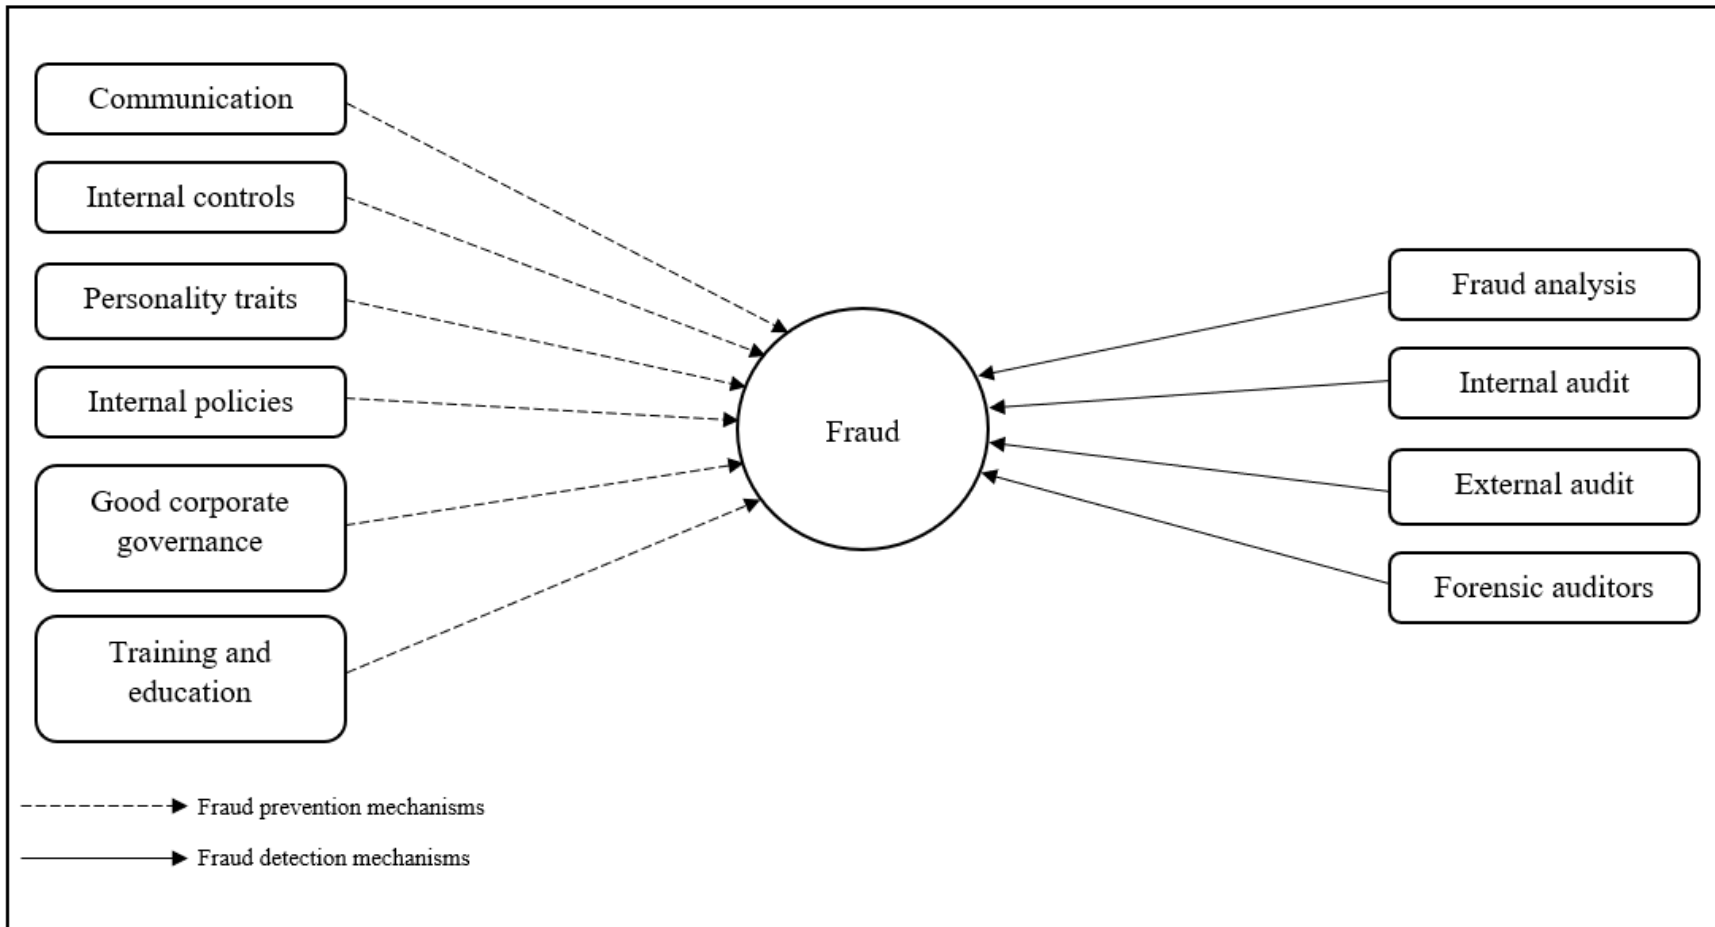 Communication
Internal controls
Personality traits
Internal policies
Good corporate
governance
Training and
education
Fraud
Fraud analysis
Internal audit
External audit
Forensic auditors
Fraud prevention mechanisms
Fraud detection mechanisms